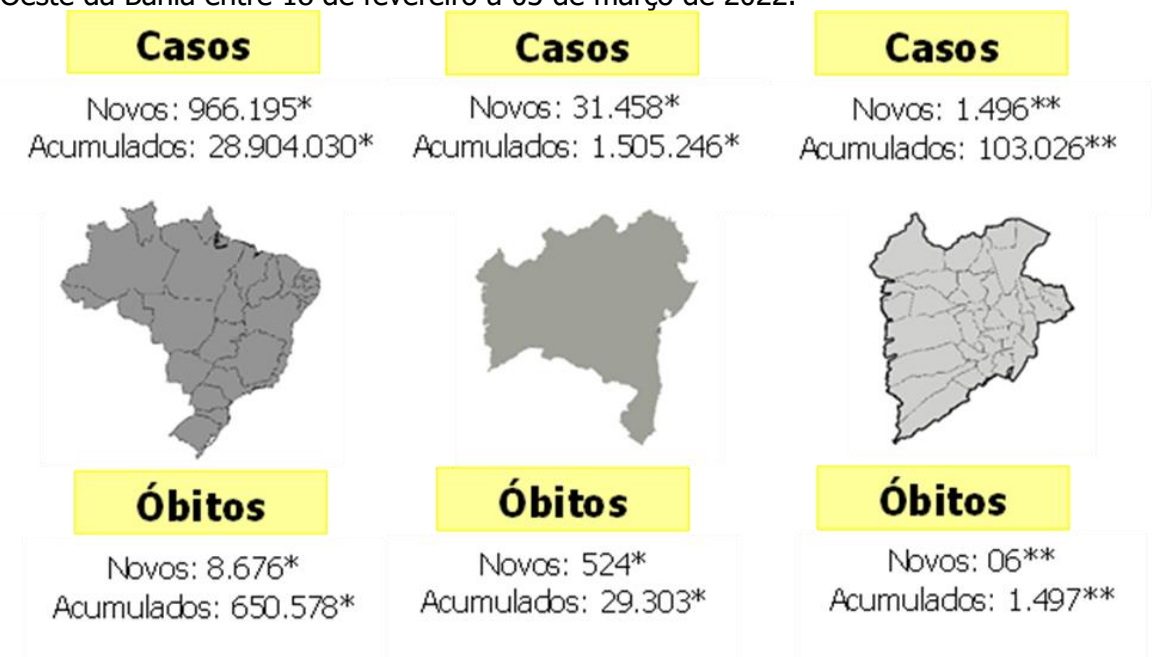 Oeste da Bahia entre 18 de fevereiro a 05 de março de 2022.
Casos
Novos: 966.195*
Acumulados: 28.904.030*
Casos
Novos: 31.458*
Acumulados: 1.505.246*
Casos
Novos: 1.496**
Acumulados: 103.026**
Óbitos
Novos: 8.676*
Acumulados: 650.578*
Óbitos
Novos: 524*
Acumulados: 29.303*
Óbitos
Novos: 06**
Acumulados: 1.497**